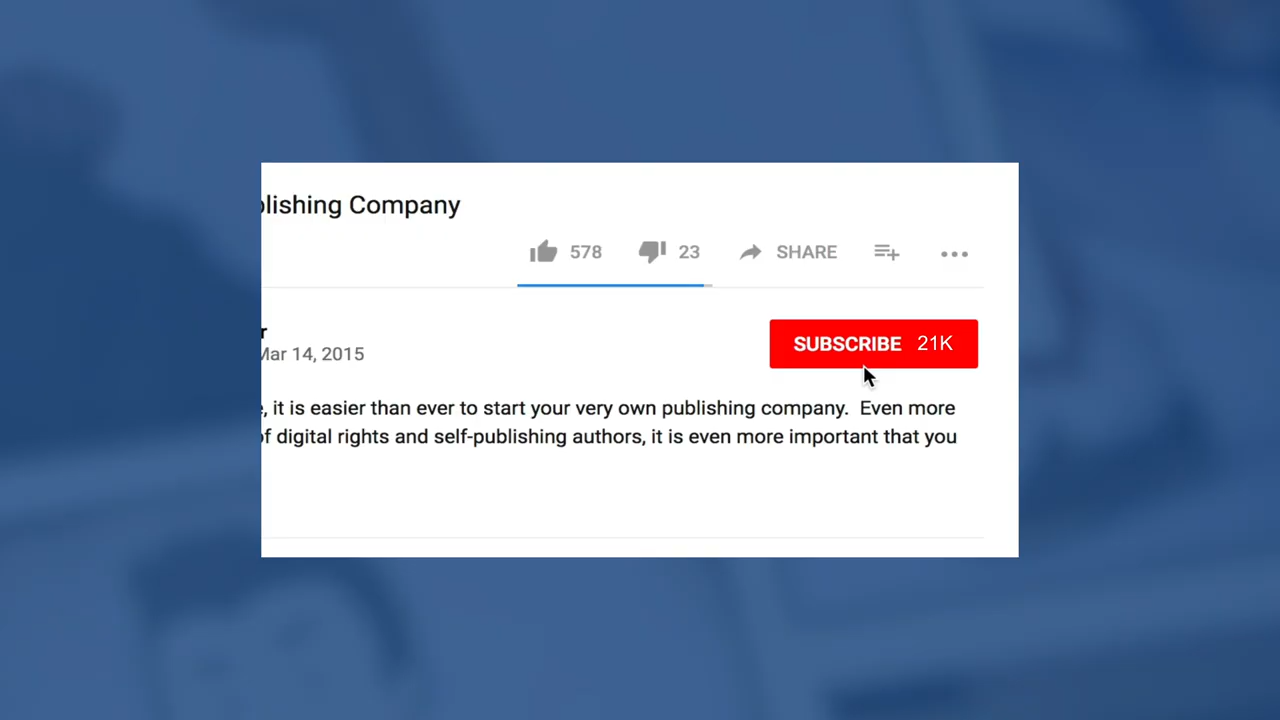 blishing Company
578 23 SHARE
r
Mar 14, 2015
SUBSCRIBE 21K
, it is easier than ever to start your very own publishing company. Even more
of digital rights and self-publishing authors, it is even more important that you